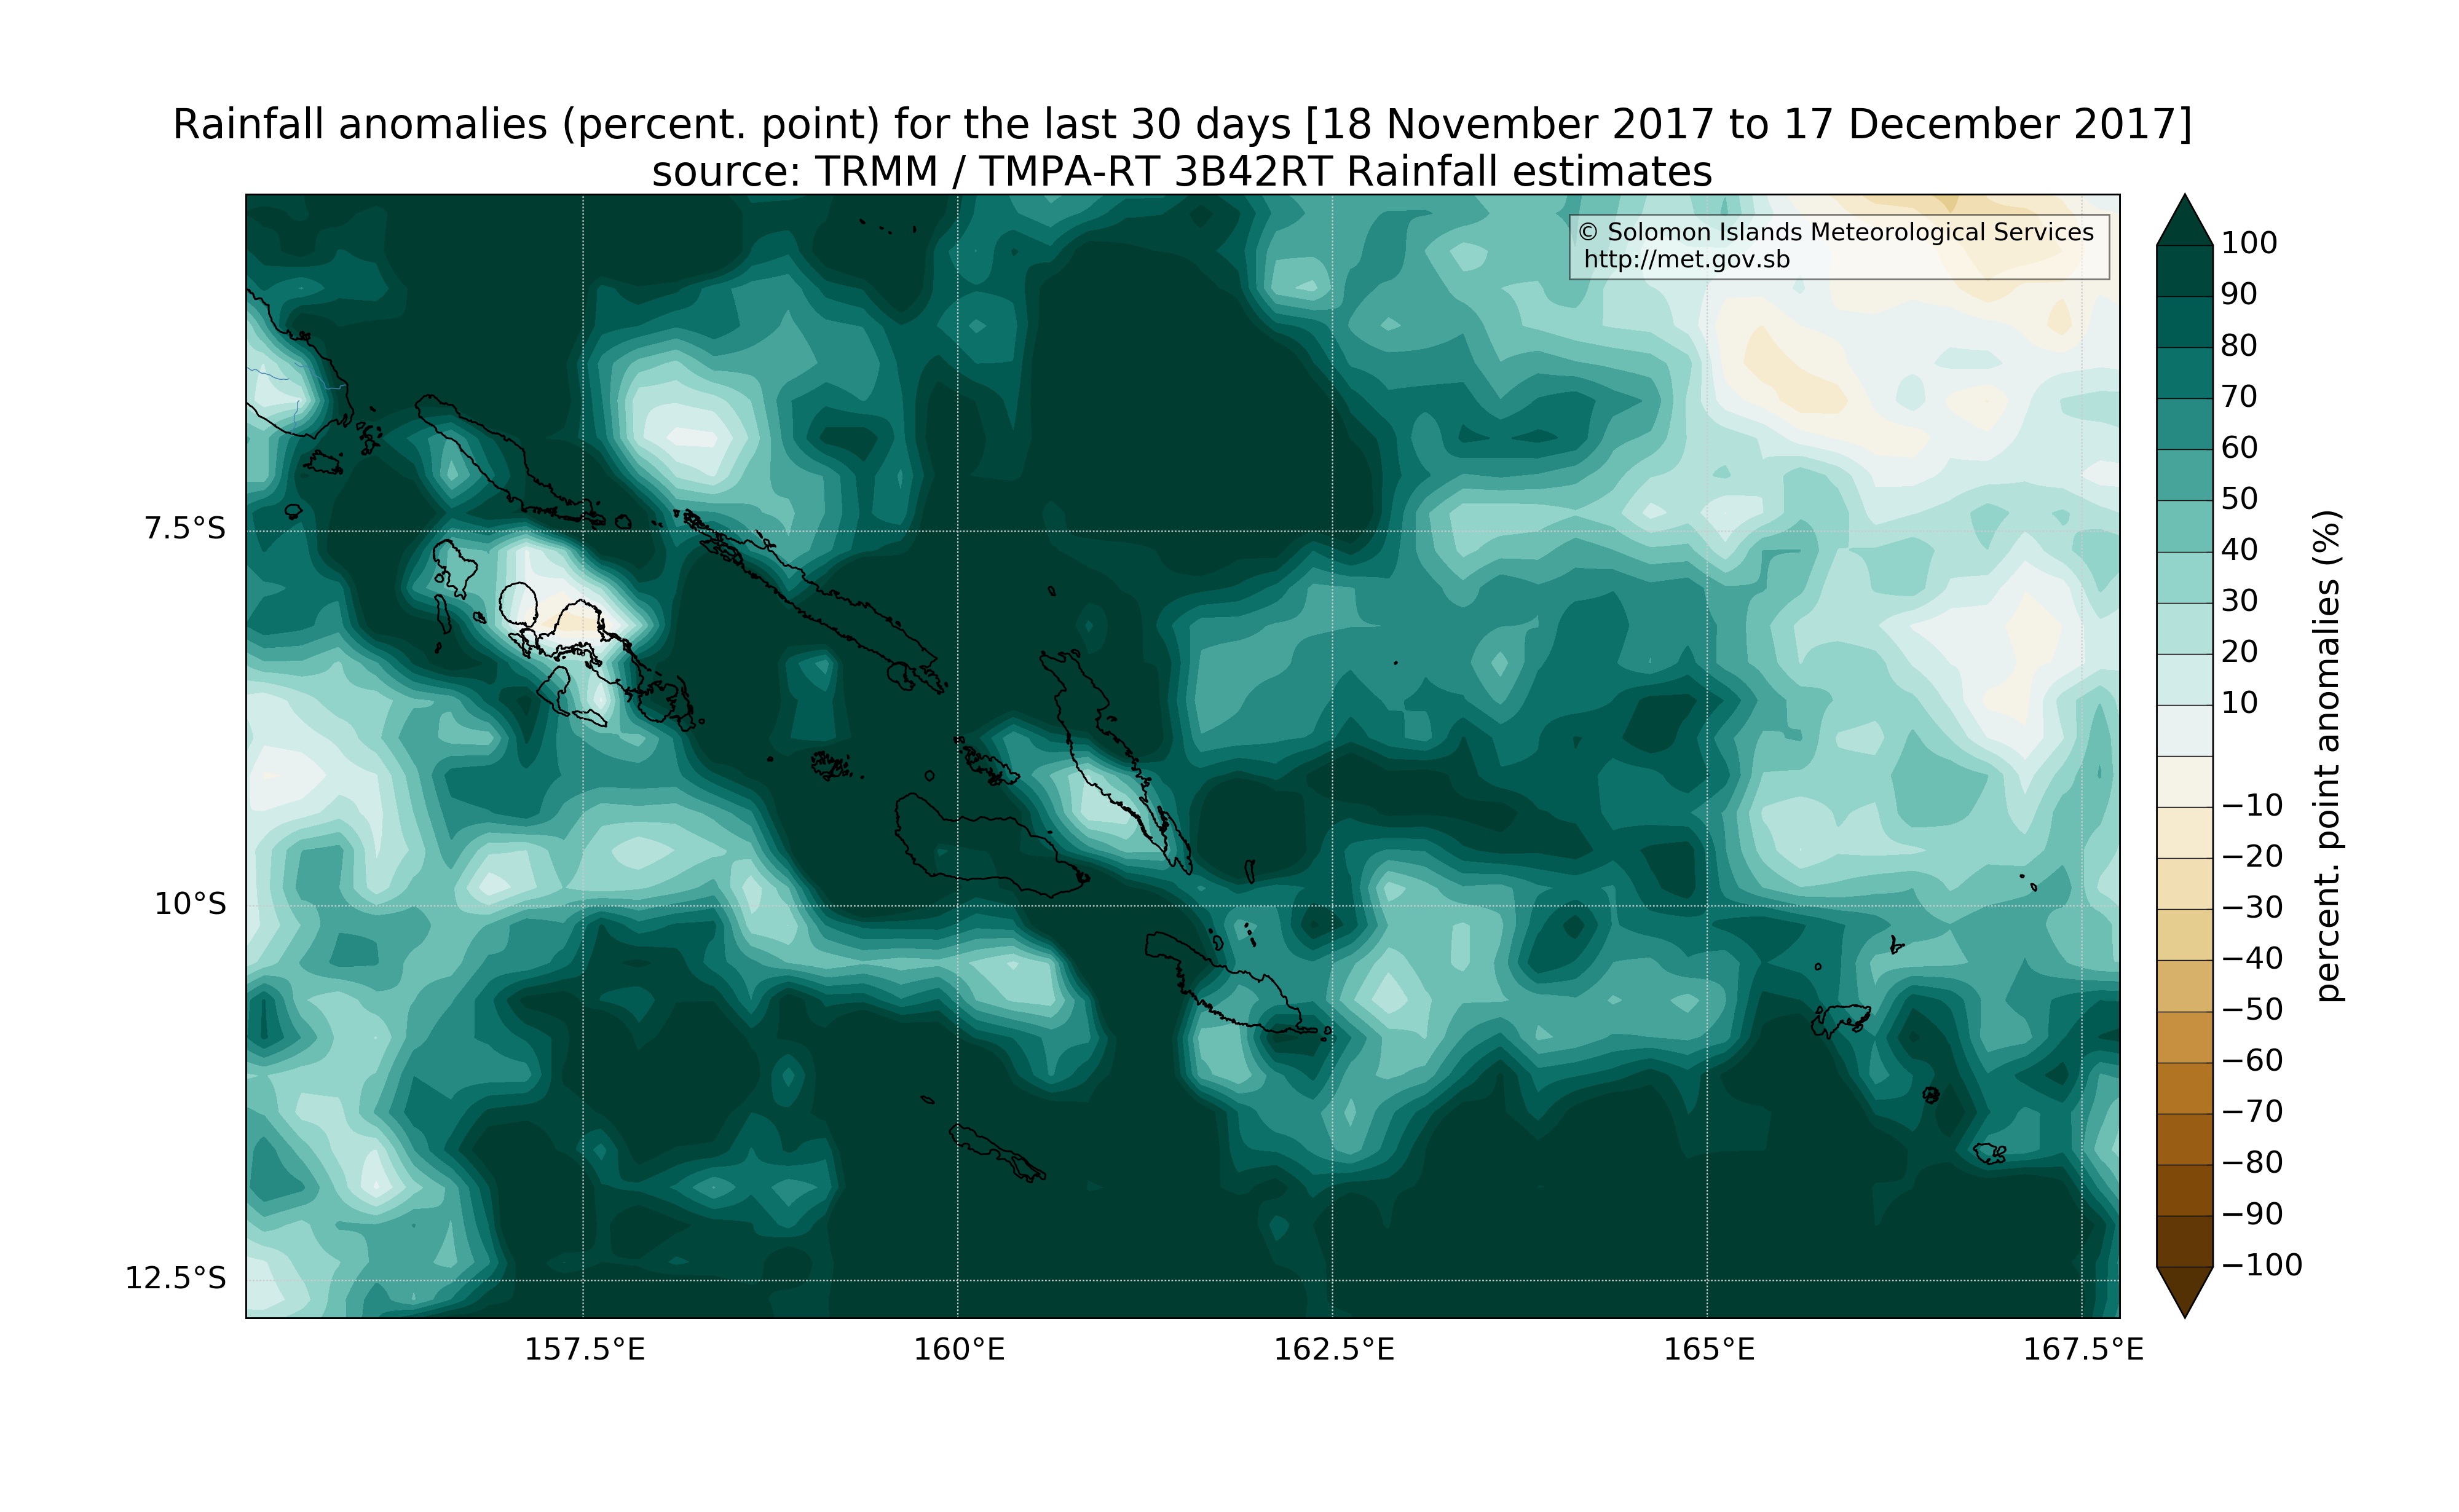 Rainfall anomalies (percent. point) for the last 30 days [18 November 2017 to 17 December 2017]
source: TRMM / TMPA-RT 3B42RT Rainfall estimates
© Solomon Islands Meteorological Services
http://met.gov.sb
7.5°S
10°S
12.5°S
157.5°E
160°E
162.5°E
165°E
167.5°E
100
90
80
70
60
50
40
30
20
10
−10
−20
−30
−40
−50
−60
−70
−80
−90
−100
percent. point anomalies (%)